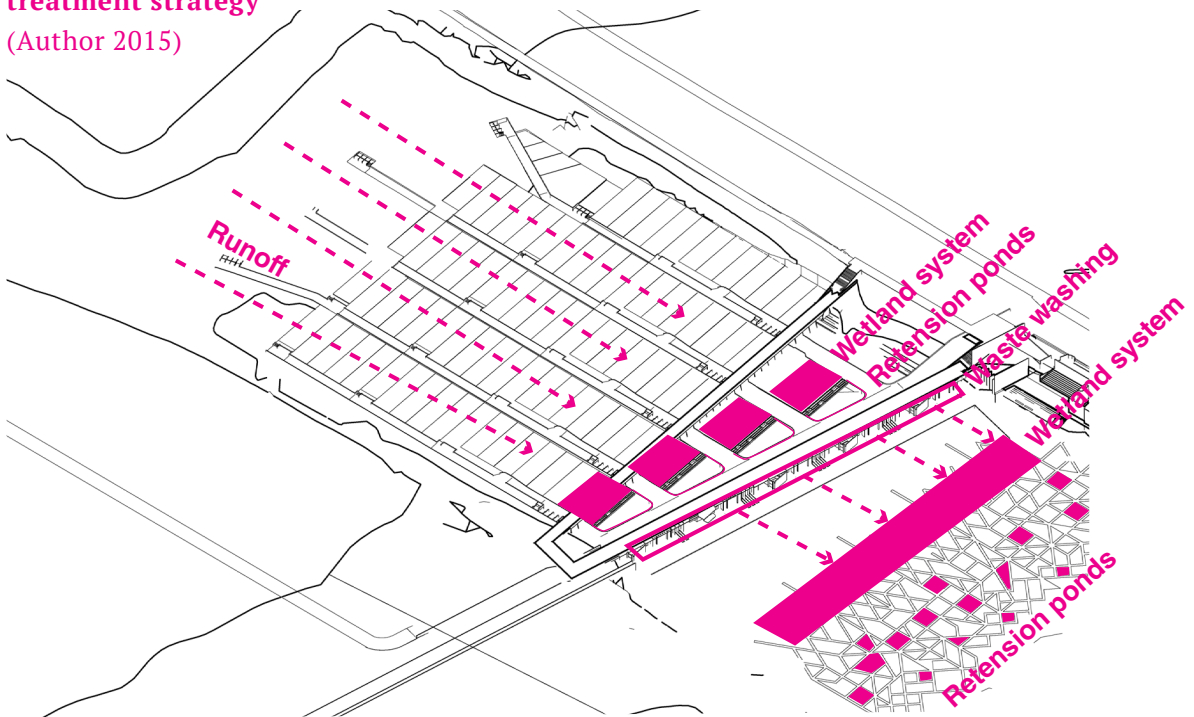 treatment strategy
(Author 2015)
Runoff
Wetland system
Retension ponds
Waste washing
Wetland system
Retension ponds